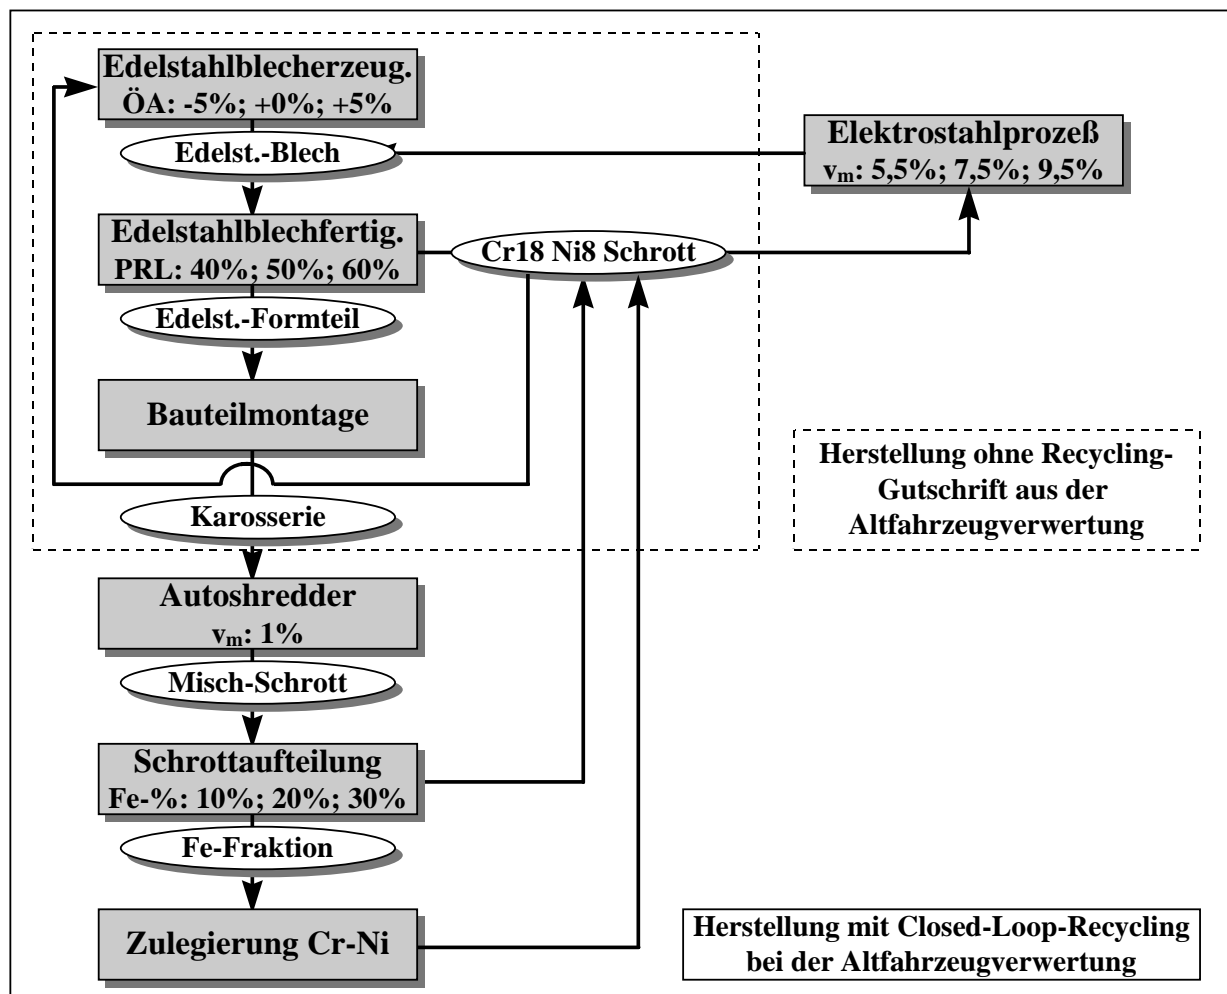 Edelstahlblecherzeug.
ÖA: -5%; +0%; +5%
Edelst.-Blech
Elektrostahlprozeß
vm: 5,5%; 7,5%; 9,5%
Edelstahlblechfertig.
PRL: 40%; 50%; 60%
Cr18 Ni8 Schrott
Edelst.-Formteil
Bauteilmontage
Karosserie
Herstellung ohne Recycling-
Gutschrift aus der
Altfahrzeugverwertung
Autoshredder
vm: 1%
Misch-Schrott
Schrottaufteilung
Fe-%: 10%; 20%; 30%
Fe-Fraktion
Zulegierung Cr-Ni
Herstellung mit Closed-Loop-Recycling
bei der Altfahrzeugverwertung